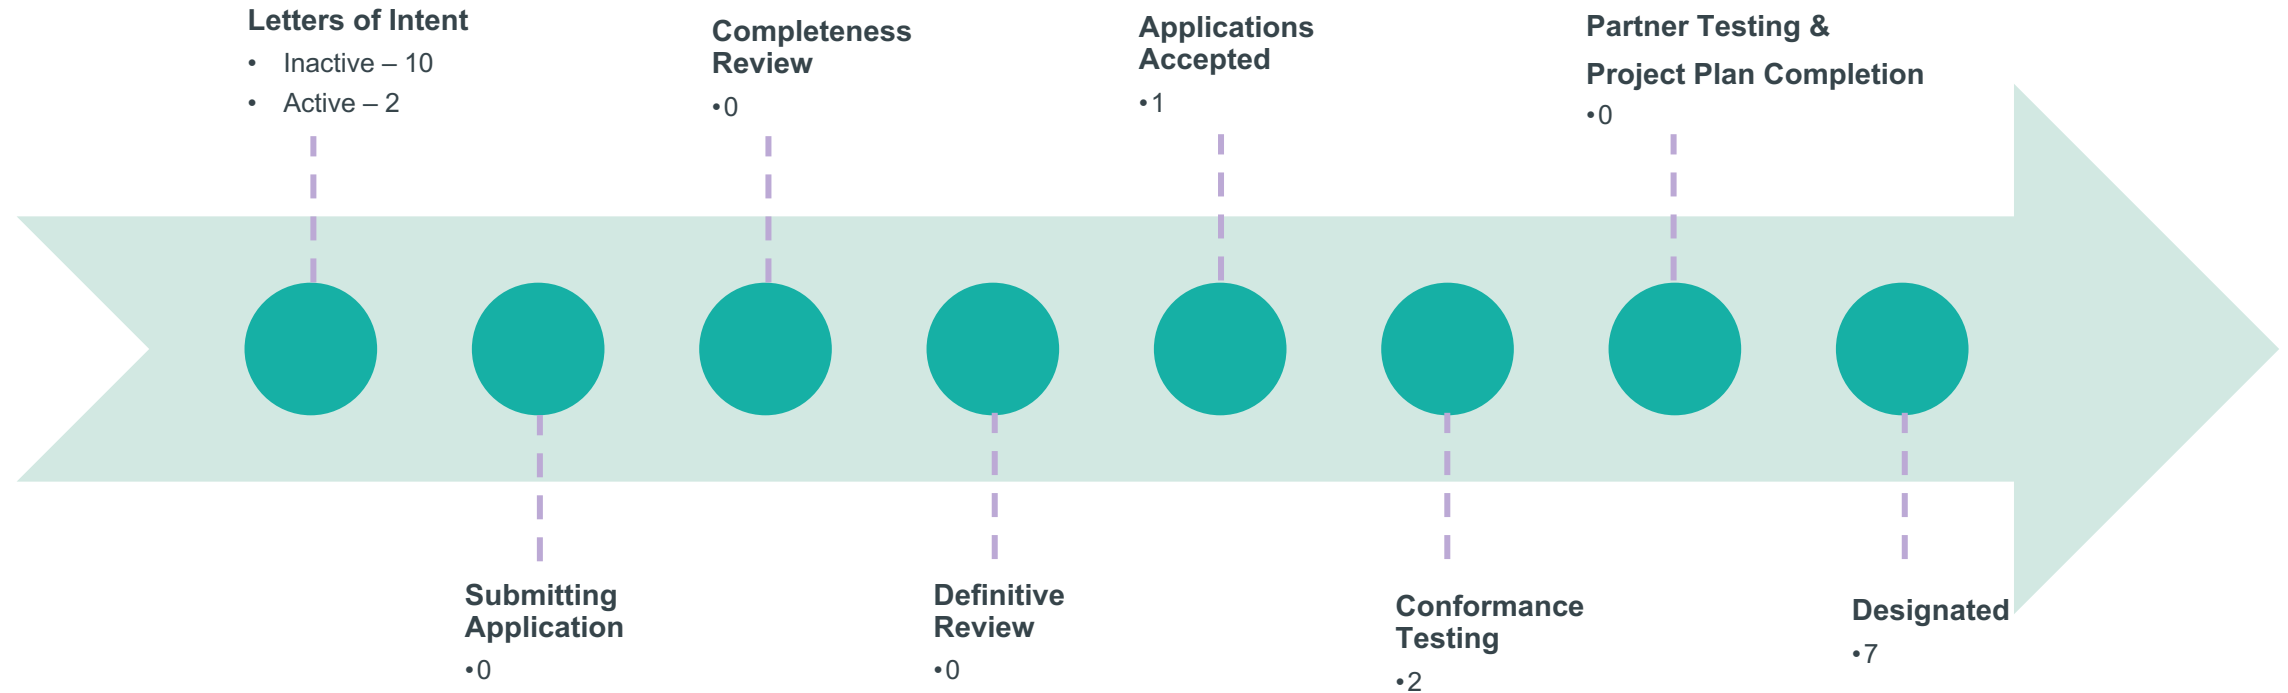 Letters of Intent
• Inactive – 10
• Active – 2
Submitting
Application
•0
Completeness
Review
•0
Definitive
Review
•0
Applications
Accepted
•1
Conformance
Testing
•2
Partner Testing &
Project Plan Completion
•0
Designated
•7